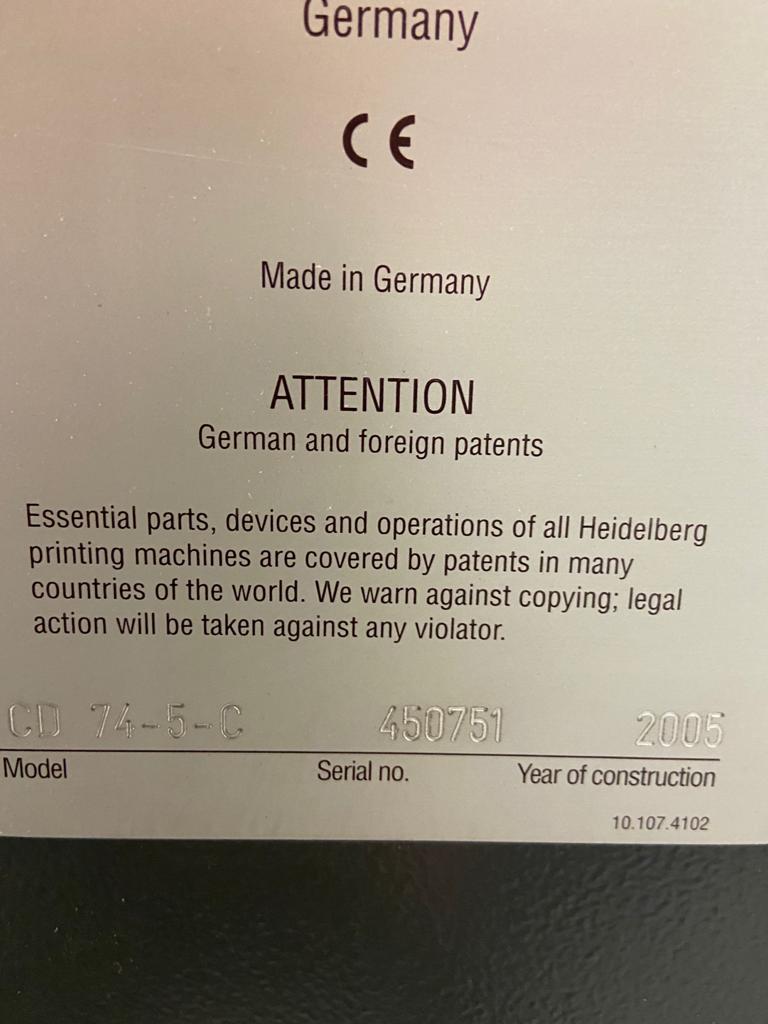 Germany
CE
Made in Germany
ATTENTION
German and foreign patents
Essential parts, devices and operations of all Heidelberg
printing machines are covered by patents in many
countries of the world. We warn against copying; legal
action will be taken against any violator.
CD 74-5-C 450751 2005
Model Serial no. Year of construction
10.107.4102